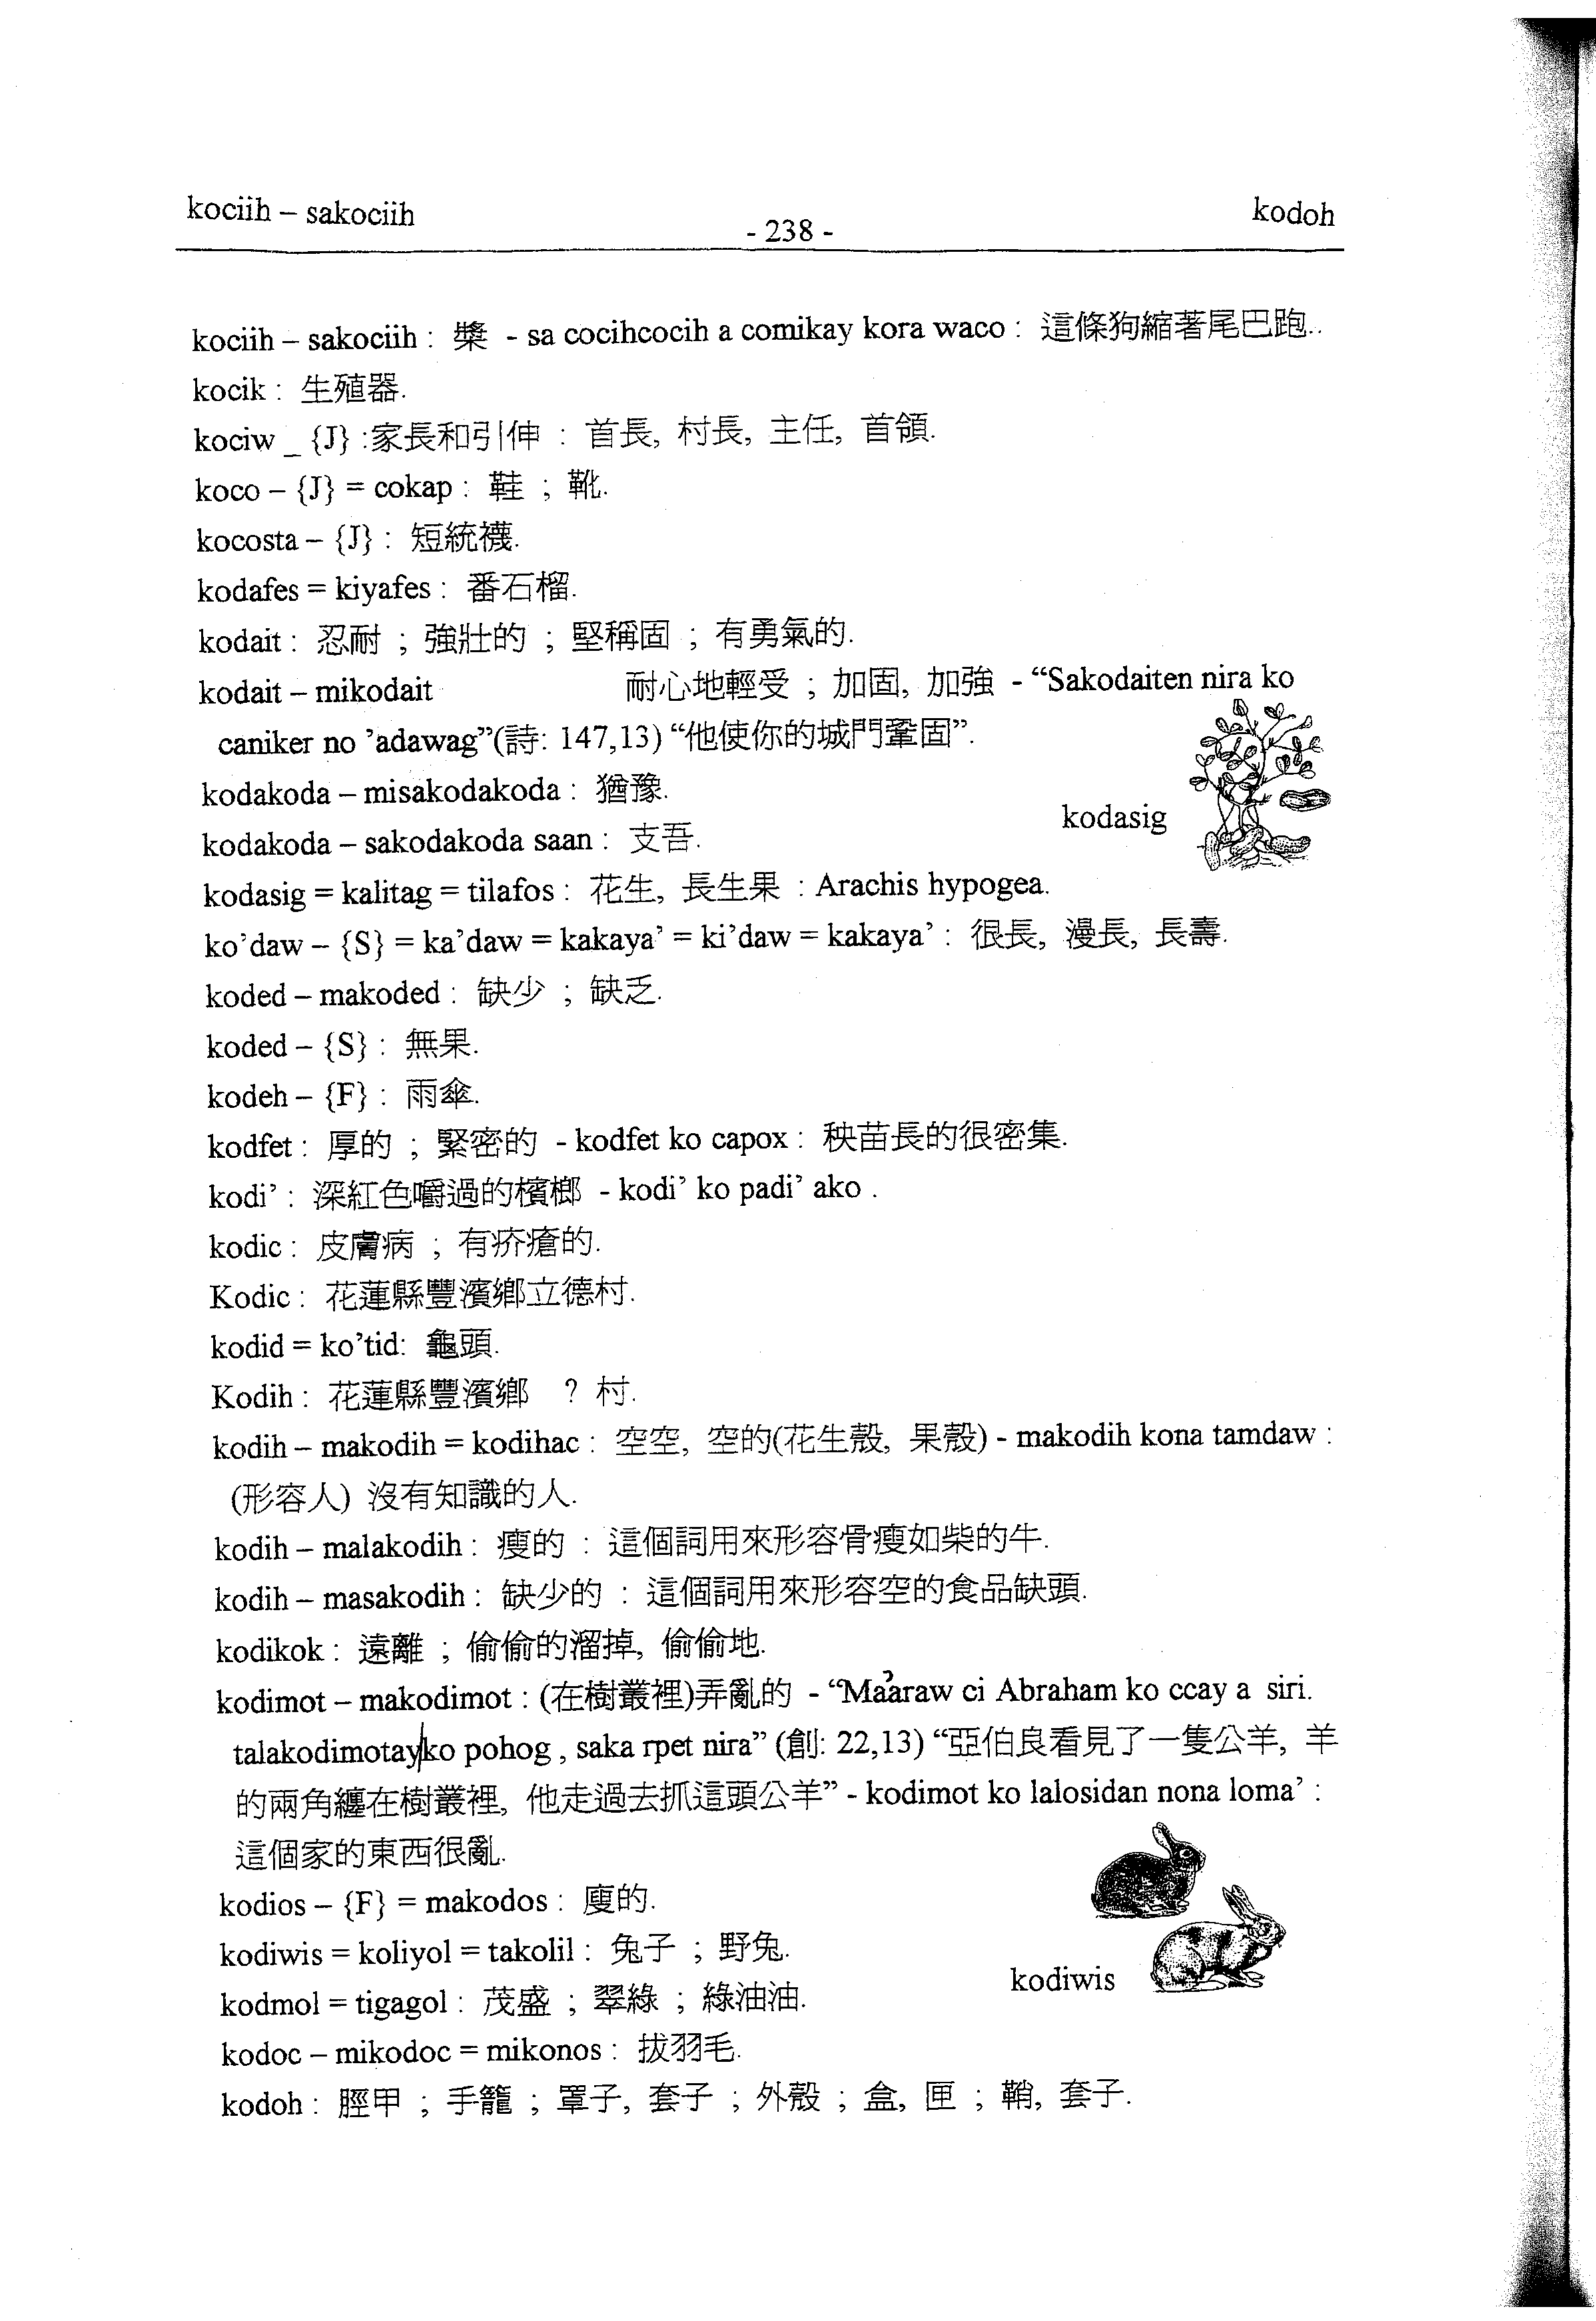 kociih – sakociih
- 238 -
kodoh
kociih – sakociih : 槳 - sa cocihcocih a comikay kora waco : 這條狗縮著尾巴跑..
kocik : 生殖器.
kociw _ {J} :家長和引伸 : 首長, 村長, 主任, 首領.
koco – {J} = cokap : 鞋 ; 靴.
kocosta – {J} : 短統襪.
kodafes = kiyafes : 番石榴.
kodait : 忍耐 ; 強壯的 ; 堅稱固 ; 有勇氣的.
kodait – mikodait 耐心地輕受 ; 加固, 加強 - “Sakodaiten nira ko
caniker no ’adawag”(詩: 147,13) “他使你的城門鞏固”.
kodakoda – misakodakoda : 猶豫.
kodasig
kodakoda – sakodakoda saan : 支吾.
kodasig = kalitag = tilafos : 花生, 長生果 : Arachis hypogea.
ko’daw – {S} = ka’daw = kakaya’ = ki’daw = kakaya’ : 很長, 漫長, 長壽.
koded – makoded : 缺少 ; 缺乏.
koded – {S} : 無果.
kodeh – {F} : 雨傘.
kodfet : 厚的 ; 緊密的 - kodfet ko capox : 秧苗長的很密集.
kodi’ : 深紅色嚼過的檳榔 - kodi’ ko padi’ ako .
kodic : 皮膚病 ; 有疥瘡的.
Kodic : 花蓮縣豐濱鄉立德村.
kodid = ko’tid: 龜頭.
Kodih : 花蓮縣豐濱鄉 ? 村.
kodih – makodih = kodihac : 空空, 空的(花生殼, 果殼) - makodih kona tamdaw :
(形容人) 沒有知識的人.
kodih – malakodih : 瘦的 : 這個詞用來形容骨瘦如柴的牛.
kodih – masakodih : 缺少的 : 這個詞用來形容空的食品缺頭.
kodikok : 遠離 ; 偷偷的溜掉, 偷偷地.
kodimot – makodimot : (在樹叢裡)弄亂的 - “Ma’araw ci Abraham ko ccay a siri.
talakodimotay ko pohog , saka rpet nira” (創: 22,13) “亞伯良看見了一隻公羊, 羊
的兩角纏在樹叢裡, 他走過去抓這頭公羊” - kodimot ko lalosidan nona loma’ :
這個家的東西很亂.
kodios – {F} = makodos : 廋的.
kodiwis = koliyol = takolil : 兔子 ; 野兔.
kodiwis
kodmol = tigagol : 茂盛 ; 翠綠 ; 綠油油.
kodoc – mikodoc = mikonos : 拔羽毛.
kodoh : 脛甲 ; 手籠 ; 罩子, 套子 ; 外殼 ; 盒, 匣 ; 鞘, 套子.